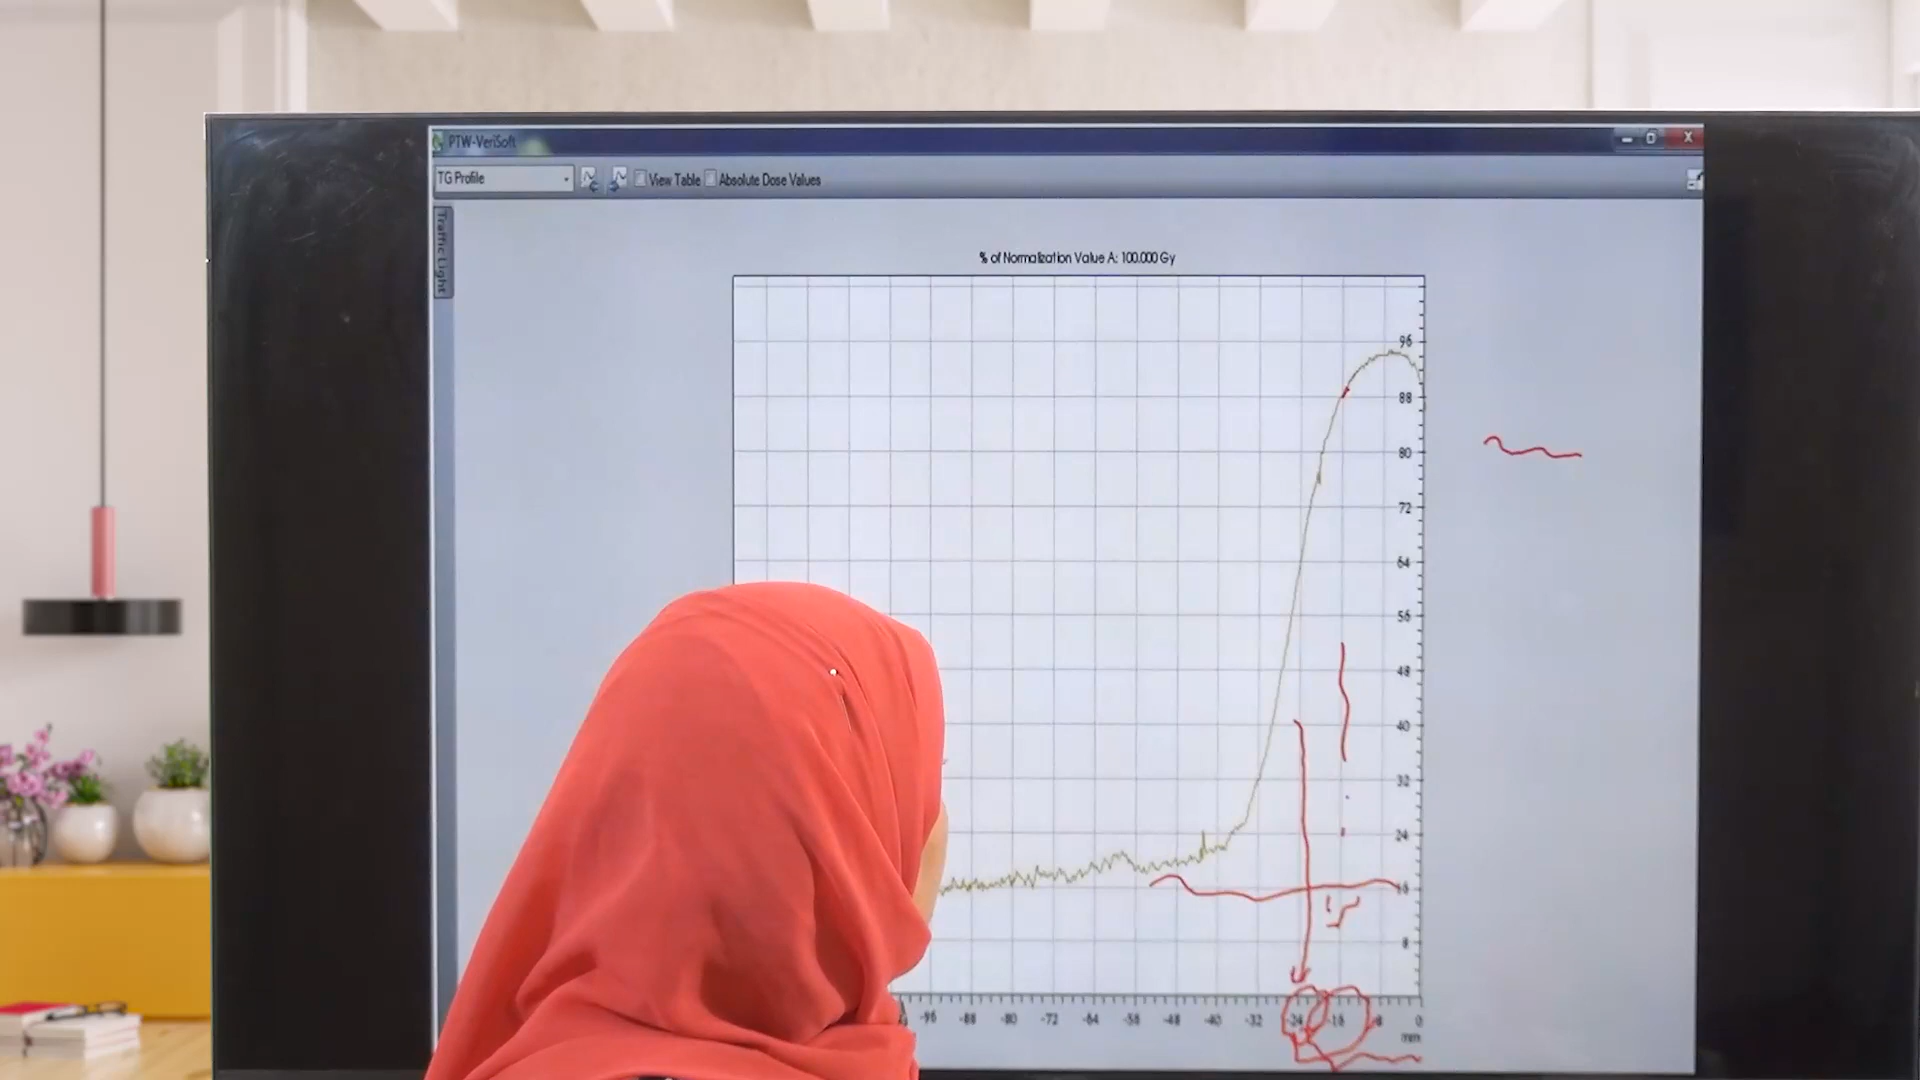 PTW-VeriSoft
TG Profile
View Table
Absolute Dose Values
Traffic Light
% of Normalization Value A: 100.000 Gy
96
88
80
72
64
56
48
40
32
24
16
8
-96 -88 -80 -72 -64 -56 -48 -40 -32 -24 -16 -8 0
mm
15